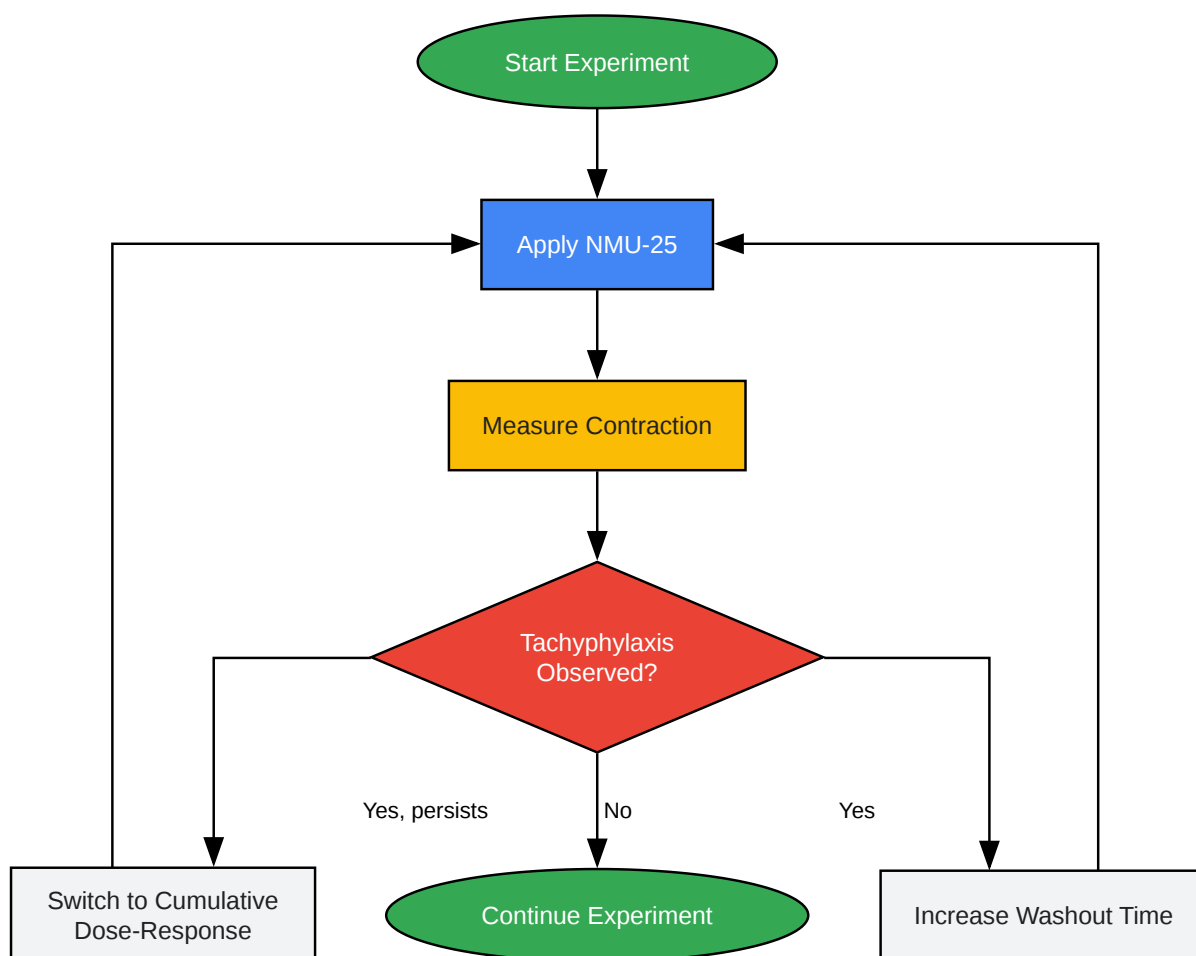 Start Experiment
Apply NMU-25
Measure Contraction
Tachyphylaxis
Observed?
Yes, persists
No
Yes
Switch to Cumulative
Dose-Response
Continue Experiment
Increase Washout Time